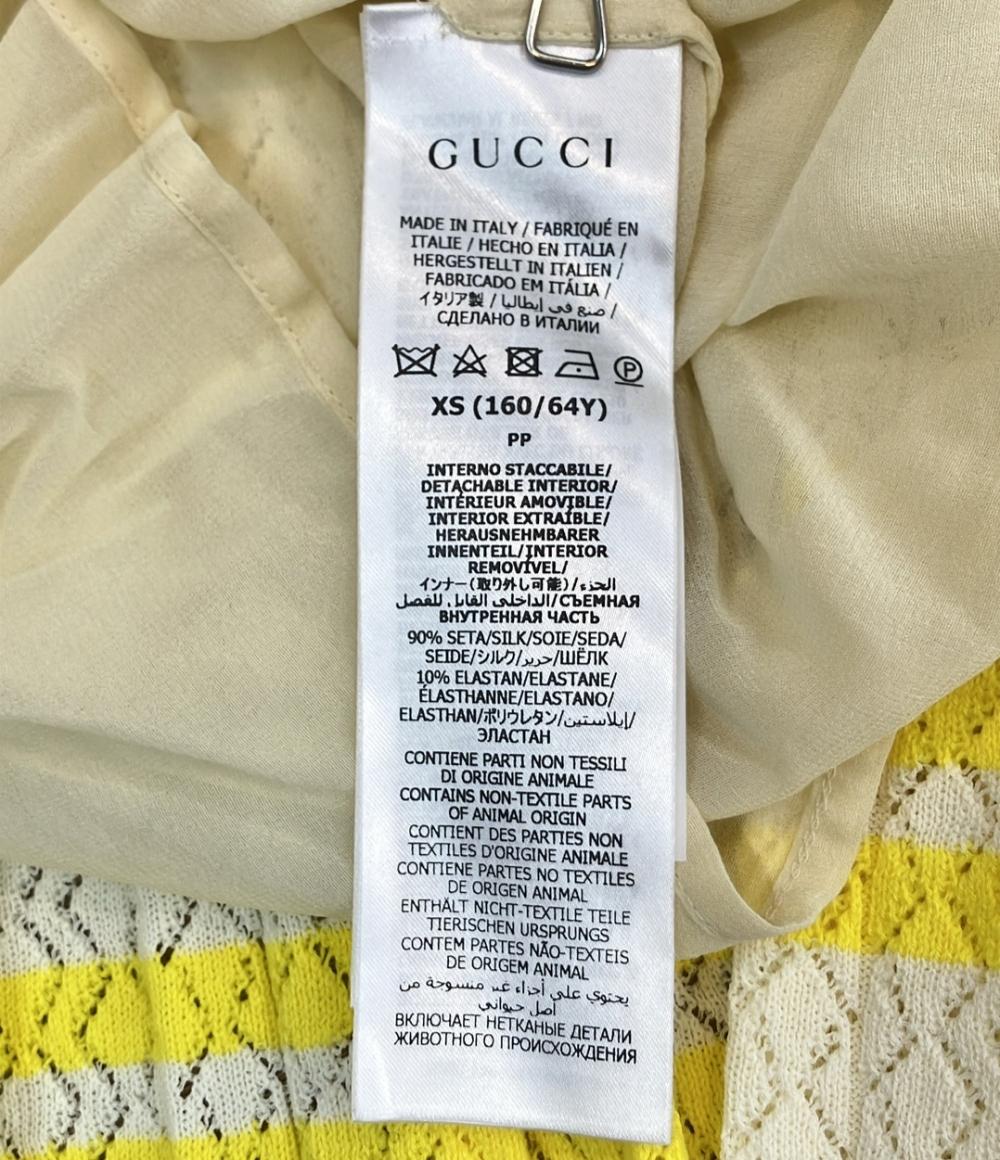 GUCCI
MADE IN ITALY / FABRIQUÉ EN
ITALIE / HECHO EN ITALIA /
HERGESTELLT IN ITALIEN /
FABRICADO EM ITÁLIA /
イタリア製 / صنع في إيطاليا /
СДЕЛАНО В ИТАЛИИ
P
XS (160/64Y)
PP
INTERNO STACCABILE/
DETACHABLE INTERIOR/
INTÉRIEUR AMOVIBLE/
INTERIOR EXTRAÍBLE/
HERAUSNEHMBARER
INNENTEIL/INTERIOR
REMOVÍVEL/
インナー(取り外し可能)/الجزء
الداخلي القابل للفصل/СЪЕМНАЯ
ВНУТРЕННАЯ ЧАСТЬ
90% SETA/SILK/SOIE/SEDA/
SEIDE/シルク/حرير/ШЁЛК
10% ELASTAN/ELASTANE/
ÉLASTHANNE/ELASTANO/
ELASTHAN/ポリウレタン/إيلاستين/
ЭЛАСТАН
CONTIENE PARTI NON TESSILI
DI ORIGINE ANIMALE
CONTAINS NON-TEXTILE PARTS
OF ANIMAL ORIGIN
CONTIENT DES PARTIES NON
TEXTILES D'ORIGINE ANIMALE
CONTIENE PARTES NO TEXTILES
DE ORIGEN ANIMAL
ENTHÄLT NICHT-TEXTILE TEILE
TIERISCHEN URSPRUNGS
CONTEM PARTES NÃO-TEXTEIS
DE ORIGEM ANIMAL
يحتوي على أجزاء غير منسوجة من
أصل حيواني
ВКЛЮЧАЕТ НЕТКАНЫЕ ДЕТАЛИ
ЖИВОТНОГО ПРОИСХОЖДЕНИЯ